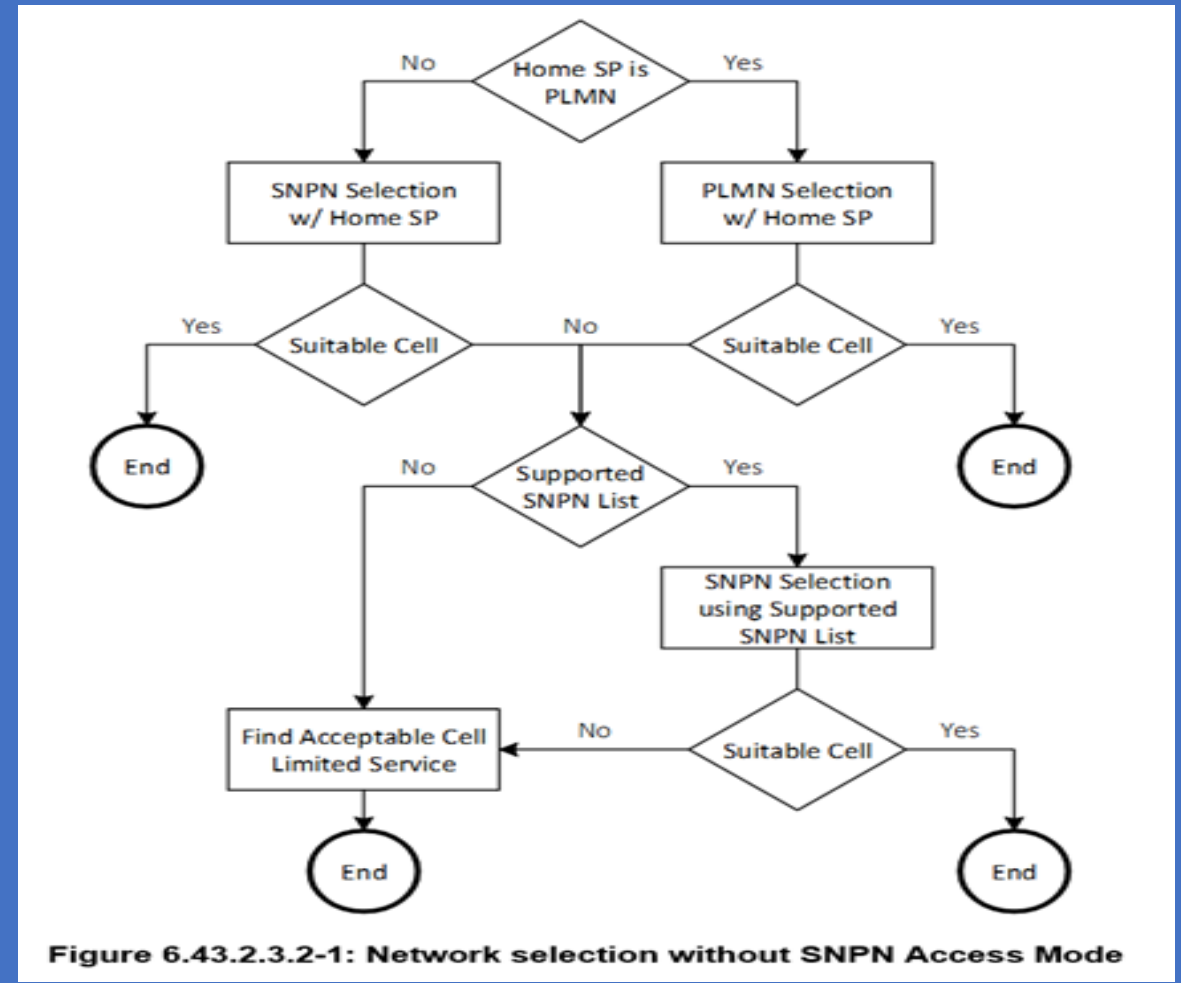 No
Home SP is
PLMN
Yes
SNPN Selection
w/ Home SP
PLMN Selection
w/ Home SP
Yes
Suitable Cell
No
Suitable Cell
Yes
End
End
No
Supported
SNPN List
Yes
SNPN Selection
using Supported
SNPN List
Find Acceptable Cell
Limited Service
No
Suitable Cell
Yes
End
End
Figure 6.43.2.3.2-1: Network selection without SNPN Access Mode